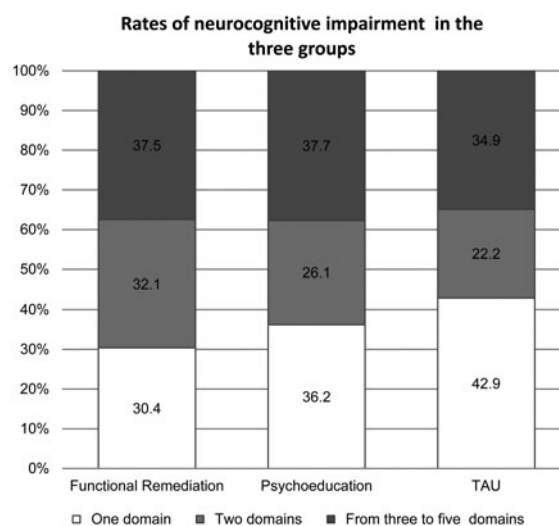 Rates of neurocognitive impairment in the
three groups
100%
90%
80%
70%
60%
50%
40%
30%
20%
10%
0%
37.5
37.7
34.9
32.1
26.1
22.2
30.4
36.2
42.9
Functional Remediation
Psychoeducation
TAU
One domain
Two domains
From three to five domains